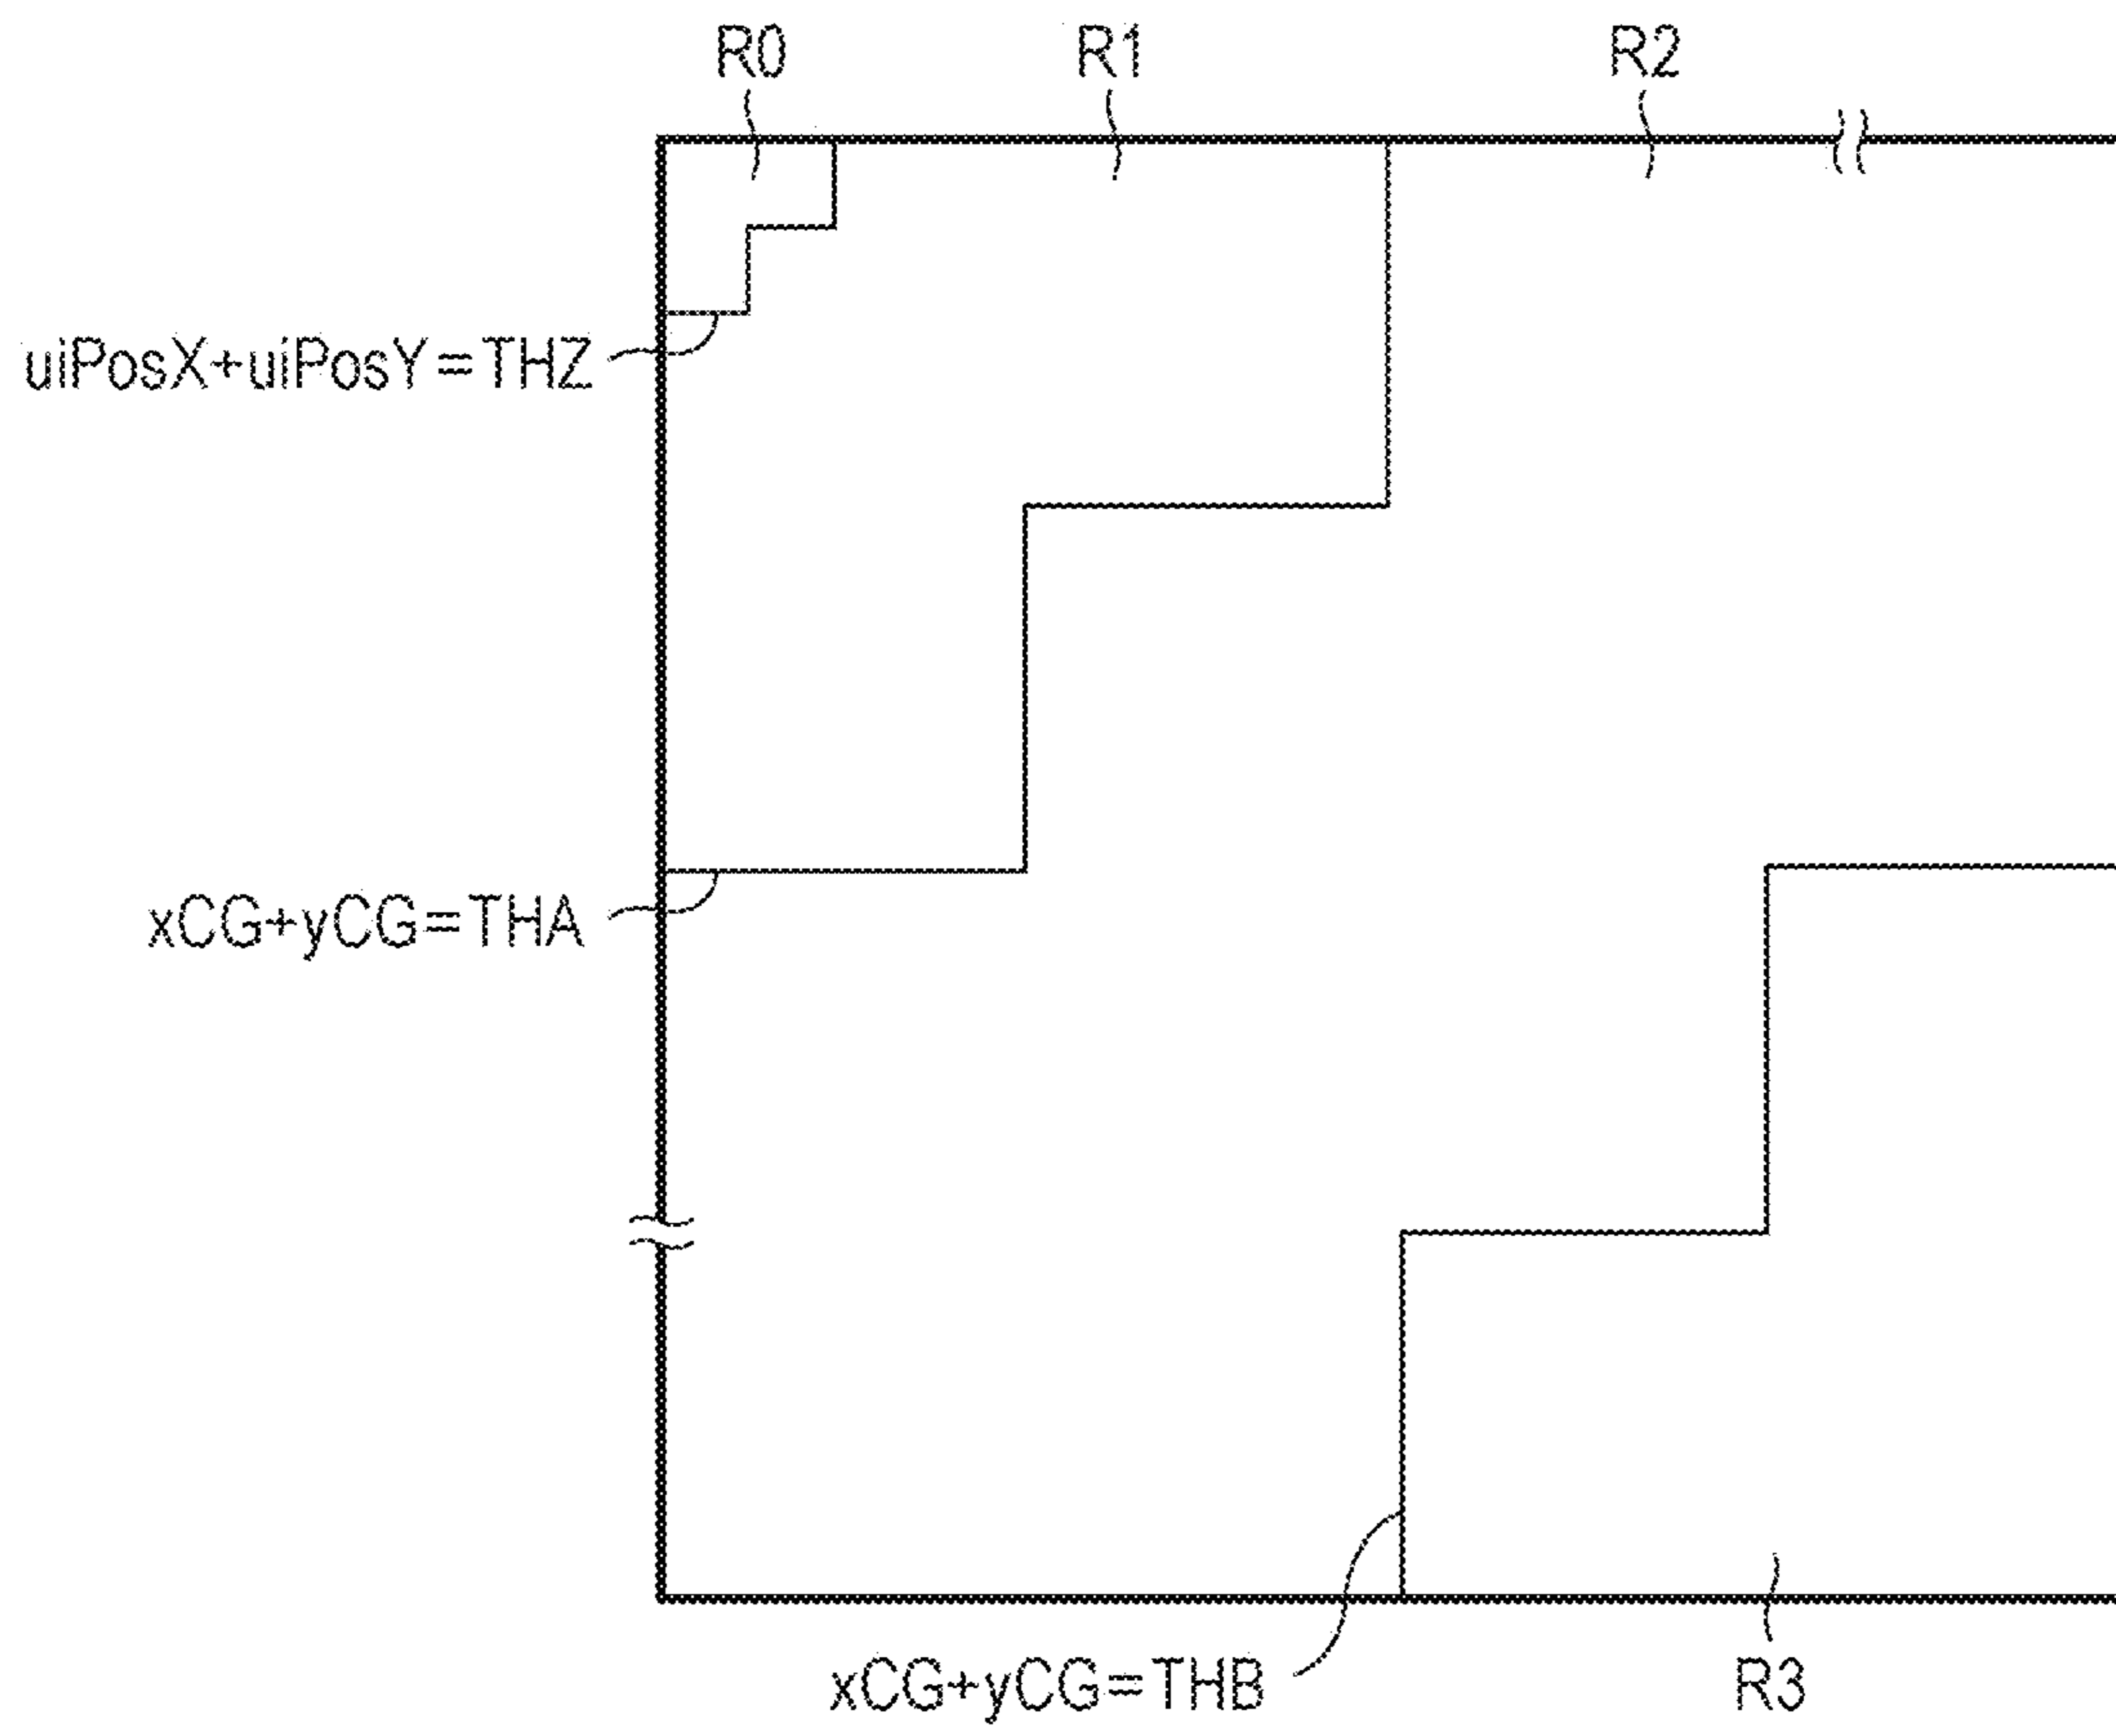 R0
R1
R2
uiPosX+uiPosY=THZ
xCG+yCG=THA
xCG+yCG=THB
R3